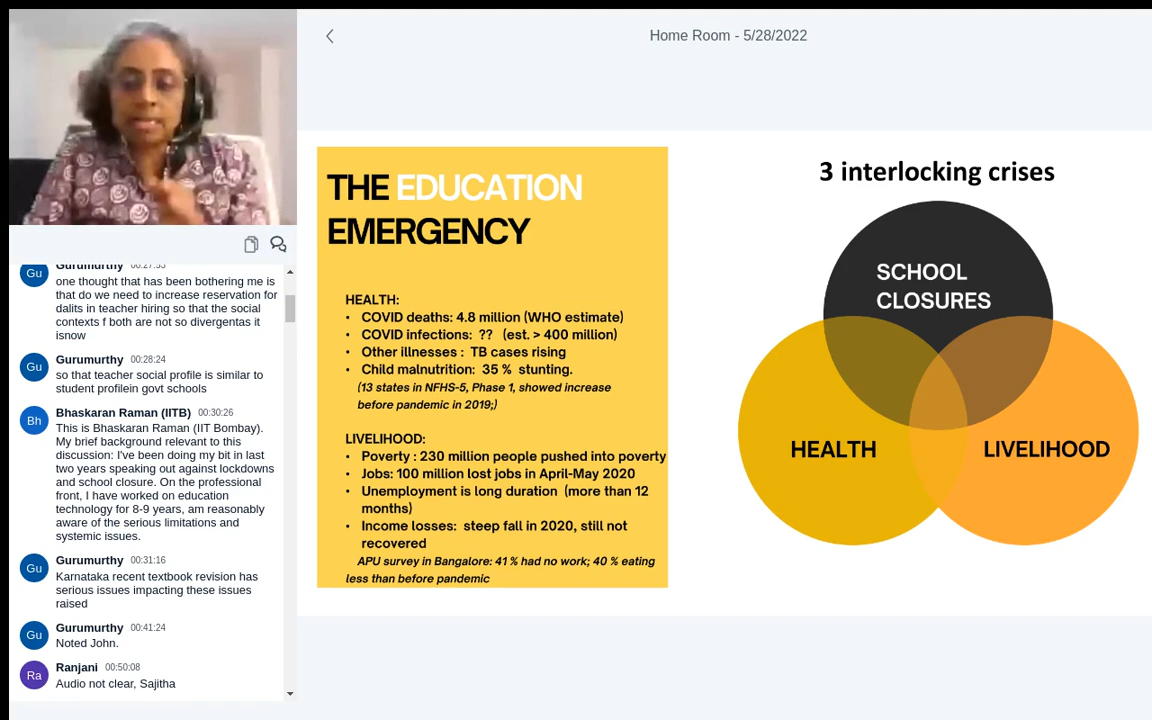 Home Room - 5/28/2022
Gurumurthy 00:27:53
Gu
one thought that has been bothering me is
that do we need to increase reservation for
dalits in teacher hiring so that the social
contexts f both are not so divergentas it
isnow
Gurumurthy 00:28:24
Gu
so that teacher social profile is similar to
student profilein govt schools
Bhaskaran Raman (IITB) 00:30:26
Bh
This is Bhaskaran Raman (IIT Bombay).
My brief background relevant to this
discussion: I've been doing my bit in last
two years speaking out against lockdowns
and school closure. On the professional
front, I have worked on education
technology for 8-9 years, am reasonably
aware of the serious limitations and
systemic issues.
Gurumurthy 00:31:16
Gu
Karnataka recent textbook revision has
serious issues impacting these issues
raised
Gurumurthy 00:41:24
Gu
Noted John.
Ranjani 00:50:08
Ra
Audio not clear, Sajitha
THE EDUCATION
EMERGENCY
HEALTH:
• COVID deaths: 4.8 million (WHO estimate)
• COVID infections: ?? (est. > 400 million)
• Other illnesses : TB cases rising
• Child malnutrition: 35 % stunting.
(13 states in NFHS-5, Phase 1, showed increase
before pandemic in 2019;)
LIVELIHOOD:
• Poverty : 230 million people pushed into poverty
• Jobs: 100 million lost jobs in April-May 2020
• Unemployment is long duration (more than 12
months)
• Income losses: steep fall in 2020, still not
recovered
APU survey in Bangalore: 41 % had no work; 40 % eating
less than before pandemic
3 interlocking crises
SCHOOL
CLOSURES
HEALTH
LIVELIHOOD